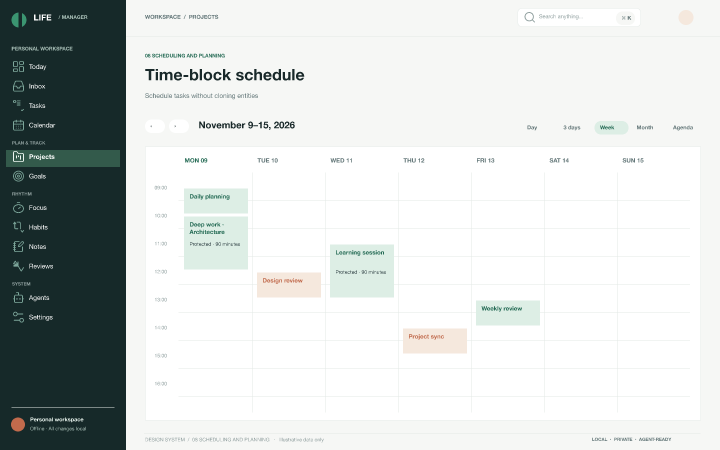 LIFE / MANAGER
WORKSPACE / PROJECTS
Search anything...
⌘ K
PERSONAL WORKSPACE
Today
Inbox
Tasks
Calendar
PLAN & TRACK
Projects
Goals
RHYTHM
Focus
Habits
Notes
Reviews
SYSTEM
Agents
Settings
Personal workspace
Offline · All changes local
08 SCHEDULING AND PLANNING
Time-block schedule
Schedule tasks without cloning entities
November 9–15, 2026
Day
3 days
Week
Month
Agenda
MON 09
TUE 10
WED 11
THU 12
FRI 13
SAT 14
SUN 15
09:00
10:00
11:00
12:00
13:00
14:00
15:00
16:00
Daily planning
Deep work ·
Architecture
Protected · 90 minutes
Design review
Learning session
Protected · 90 minutes
Project sync
Weekly review
DESIGN SYSTEM / 08 SCHEDULING AND PLANNING · Illustrative data only
LOCAL · PRIVATE · AGENT-READY